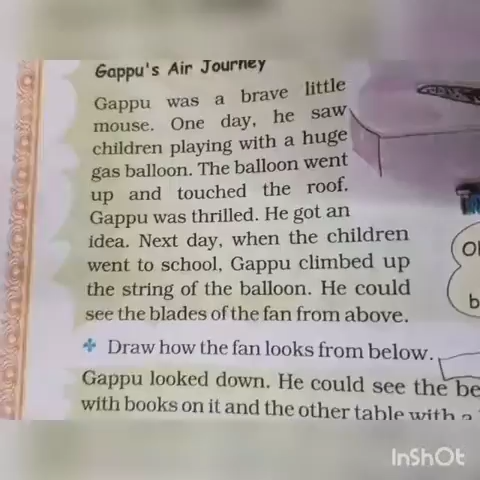 Gappu's Air Journey
Gappu was a brave little
mouse. One day, he saw
children playing with a huge
gas balloon. The balloon went
up and touched the roof.
Gappu was thrilled. He got an
idea. Next day, when the children
went to school, Gappu climbed up
the string of the balloon. He could
see the blades of the fan from above.
Draw how the fan looks from below.
Gappu looked down. He could see the
with books on it and the other table with a
InShOt